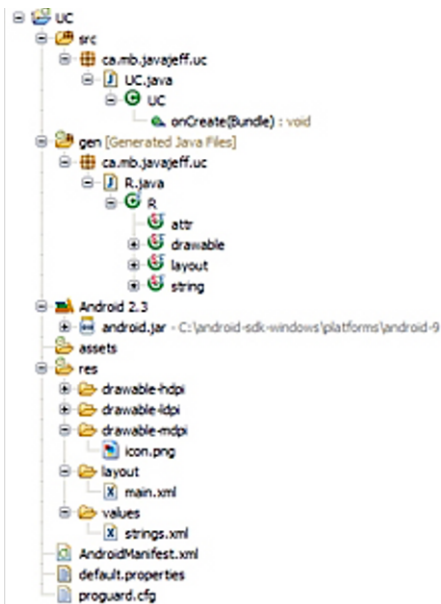 UC
src
ca.mb.javajeff.uc
UC.java
UC
onCreate(Bundle) : void
gen [Generated Java Files]
ca.mb.javajeff.uc
R.java
R
attr
drawable
layout
string
Android 2.3
android.jar - C:\android-sdk-windows\platforms\android-9
assets
res
drawable-hdpi
drawable-ldpi
drawable-mdpi
icon.png
layout
main.xml
values
strings.xml
AndroidManifest.xml
default.properties
proguard.cfg